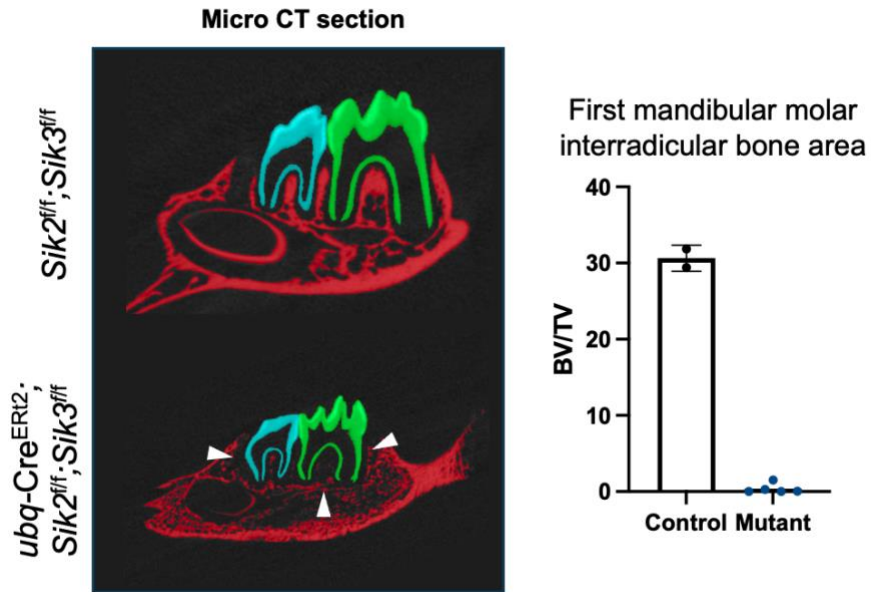 Micro CT section
Sik2f/f;Sik3f/f
ubq-CreERt2;
Sik2f/f;Sik3f/f
First mandibular molar
interradicular bone area
BV/TV
40
30
20
10
0
Control Mutant